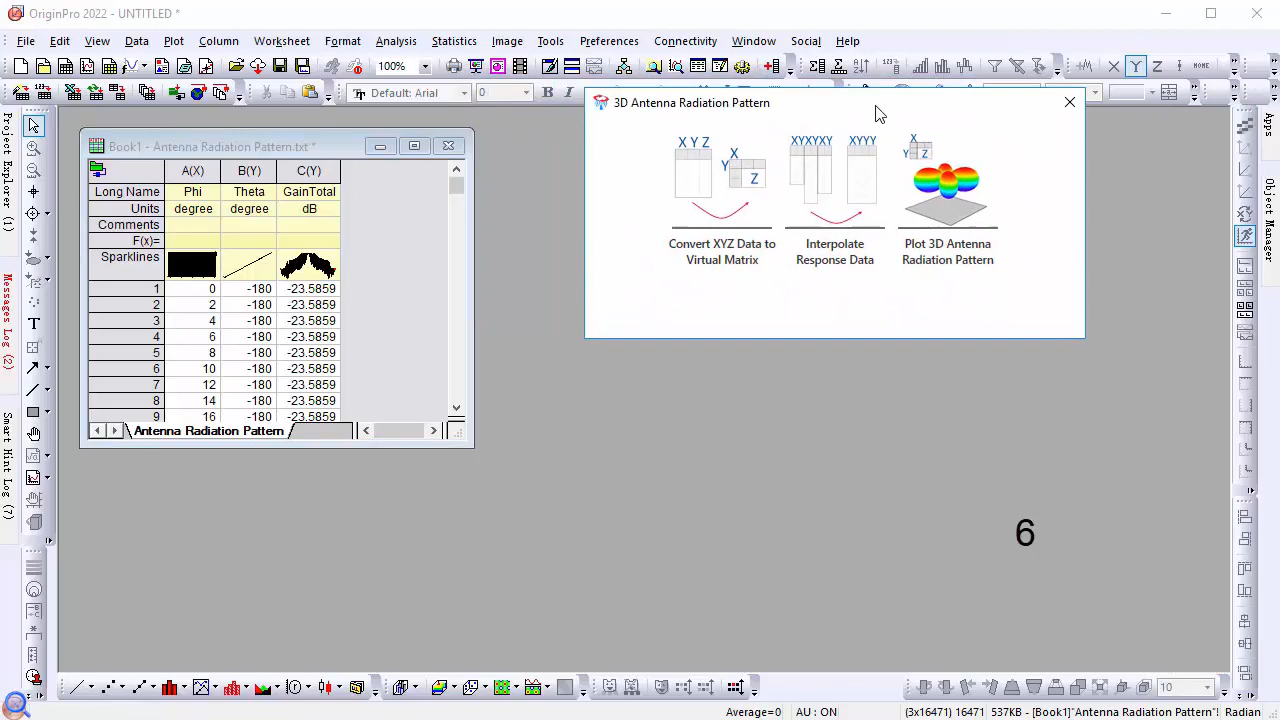 OriginPro 2022 - UNTITLED *
File Edit View Data Plot Column Worksheet Format Analysis Statistics Image Tools Preferences Connectivity Window Social Help
100%
Default: Arial 0 B I
Project Explorer (1)
Messages Log (2)
Smart Hint Log (7)
Apps
Object Manager
Book1 - Antenna Radiation Pattern.txt *
A(X) B(Y) C(Y)
Long Name Phi Theta GainTotal
Units degree degree dB
Comments
F(x)=
Sparklines
1 0 -180 -23.5859
2 2 -180 -23.5859
3 4 -180 -23.5859
4 6 -180 -23.5859
5 8 -180 -23.5859
6 10 -180 -23.5859
7 12 -180 -23.5859
8 14 -180 -23.5859
9 16 -180 -23.5859
Antenna Radiation Pattern
3D Antenna Radiation Pattern
X Y Z
X
Y
Z
XYXYXY XYYY
X
Y
Z
Convert XYZ Data to
Virtual Matrix
Interpolate
Response Data
Plot 3D Antenna
Radiation Pattern
6
X Y Z
T
10
Average=0 AU : ON (3x16471) 16471 537KB - [Book1]"Antenna Radiation Pattern"! Radian